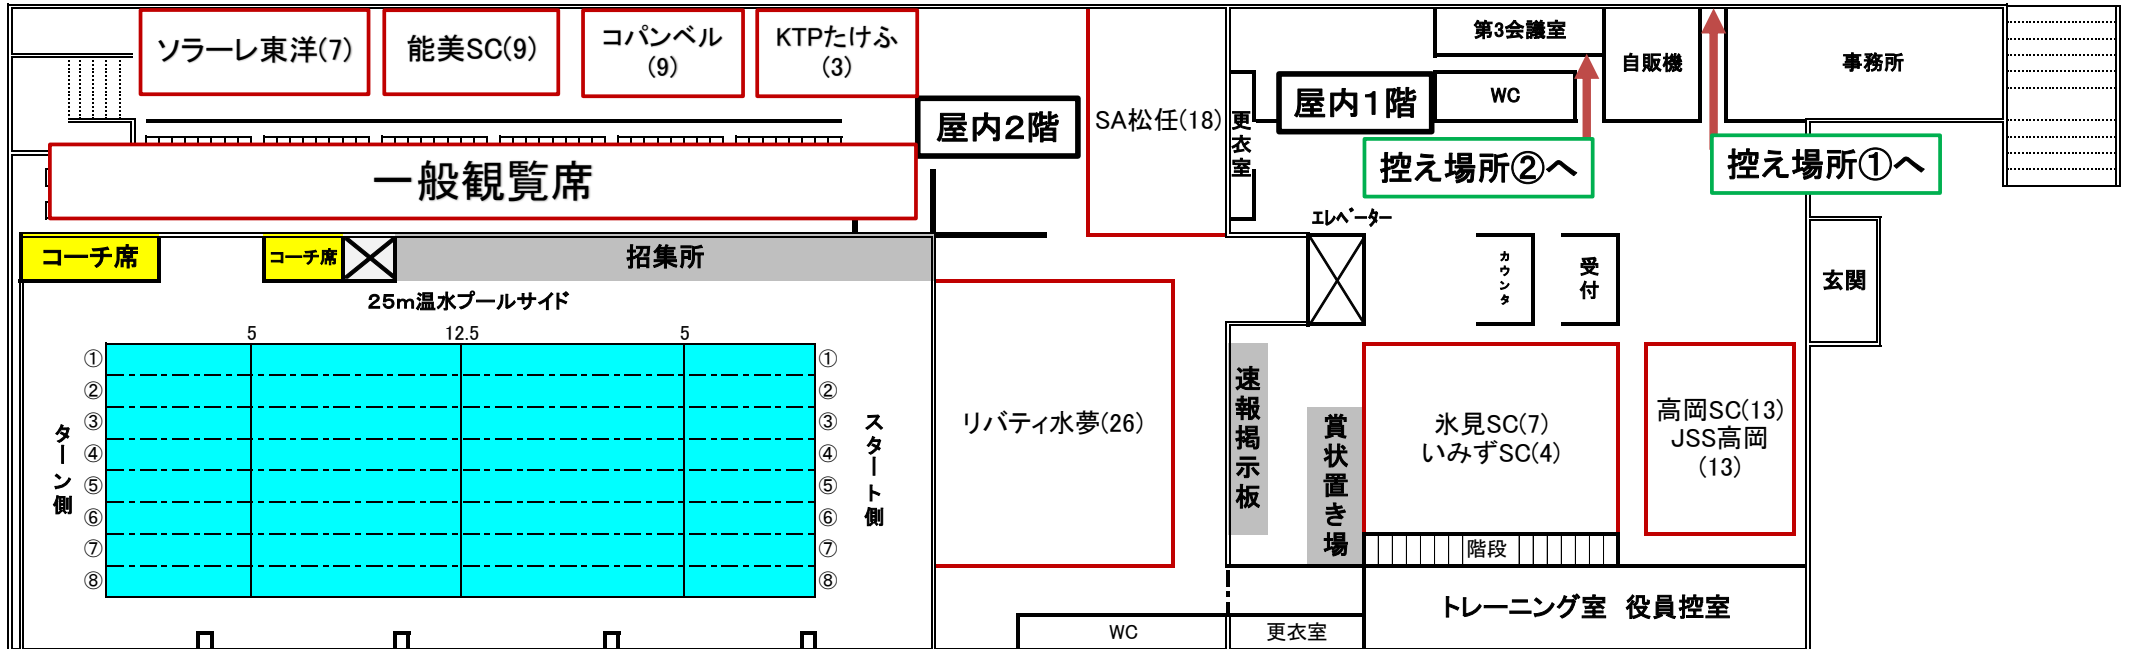 ソラーレ東洋(7)
能美SC(9)
コパンベル
(9)
KTPたけふ
(3)
屋内2階
SA松任(18)
更衣室
屋内1階
第3会議室
WC
自販機
事務所
控え場所②へ
控え場所①へ
一般観覧席
エレベーター
コーチ席
コーチ席
招集所
カウンタ
受付
玄関
25m温水プールサイド
5
12.5
5
①
②
③
④
⑤
⑥
⑦
⑧
ターン側
①
②
③
④
⑤
⑥
⑦
⑧
スタート側
リバティ水夢(26)
速報掲示板
賞状置き場
氷見SC(7)
いみずSC(4)
高岡SC(13)
JSS高岡
(13)
階段
トレーニング室 役員控室
WC
更衣室